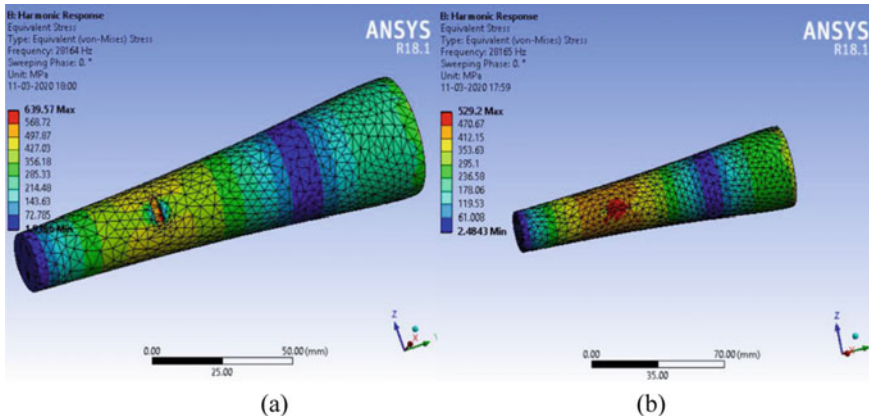 B: Harmonic Response
Equivalent Stress
Type: Equivalent (von-Mises) Stress
Frequency: 28164 Hz
Sweeping Phase: 0. °
Unit: MPa
11-03-2020 18:00
ANSYS
R18.1
639.57 Max
568.72
497.87
427.03
356.18
285.33
214.48
143.63
72.785
Min
0.00
50.00 (mm)
25.00
Z
X
(a)
B: Harmonic Response
Equivalent Stress
Type: Equivalent (von-Mises) Stress
Frequency: 28165 Hz
Sweeping Phase: 0. °
Unit: MPa
11-03-2020 17:59
ANSYS
R18.1
529.2 Max
470.67
412.15
353.63
295.1
236.58
178.06
119.53
61.008
2.4843 Min
0.00
70.00 (mm)
35.00
Z
X
(b)